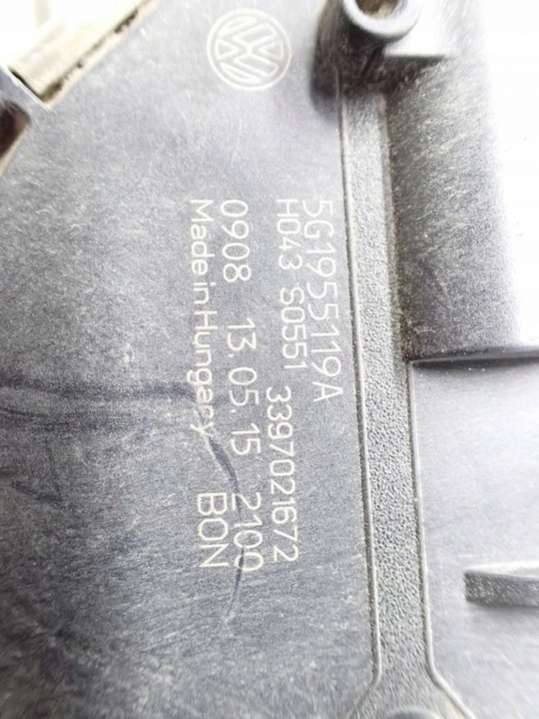 5G1955119A
H043 S0551 3397021672
0908 13.05.15 2100
Made in Hungary BON